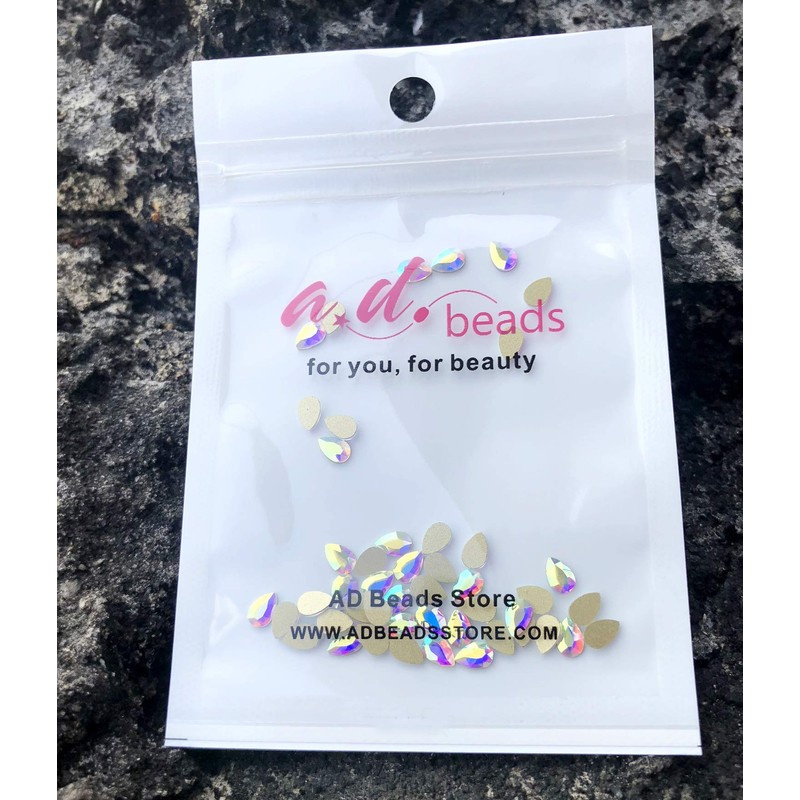 a.d. beads
for you, for beauty
AD Beads Store
WWW.ADBEADSSTORE.COM